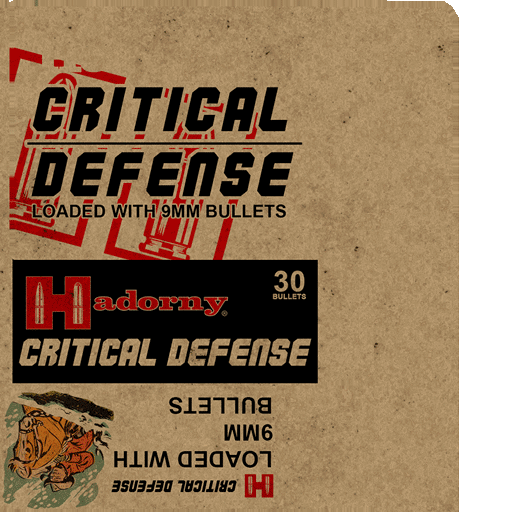 CRITICAL
DEFENSE
LOADED WITH 9MM BULLETS
30
BULLETS
Hadorny®
CRITICAL DEFENSE
H CRITICAL DEFENSE
LOADED WITH
9MM
BULLETS